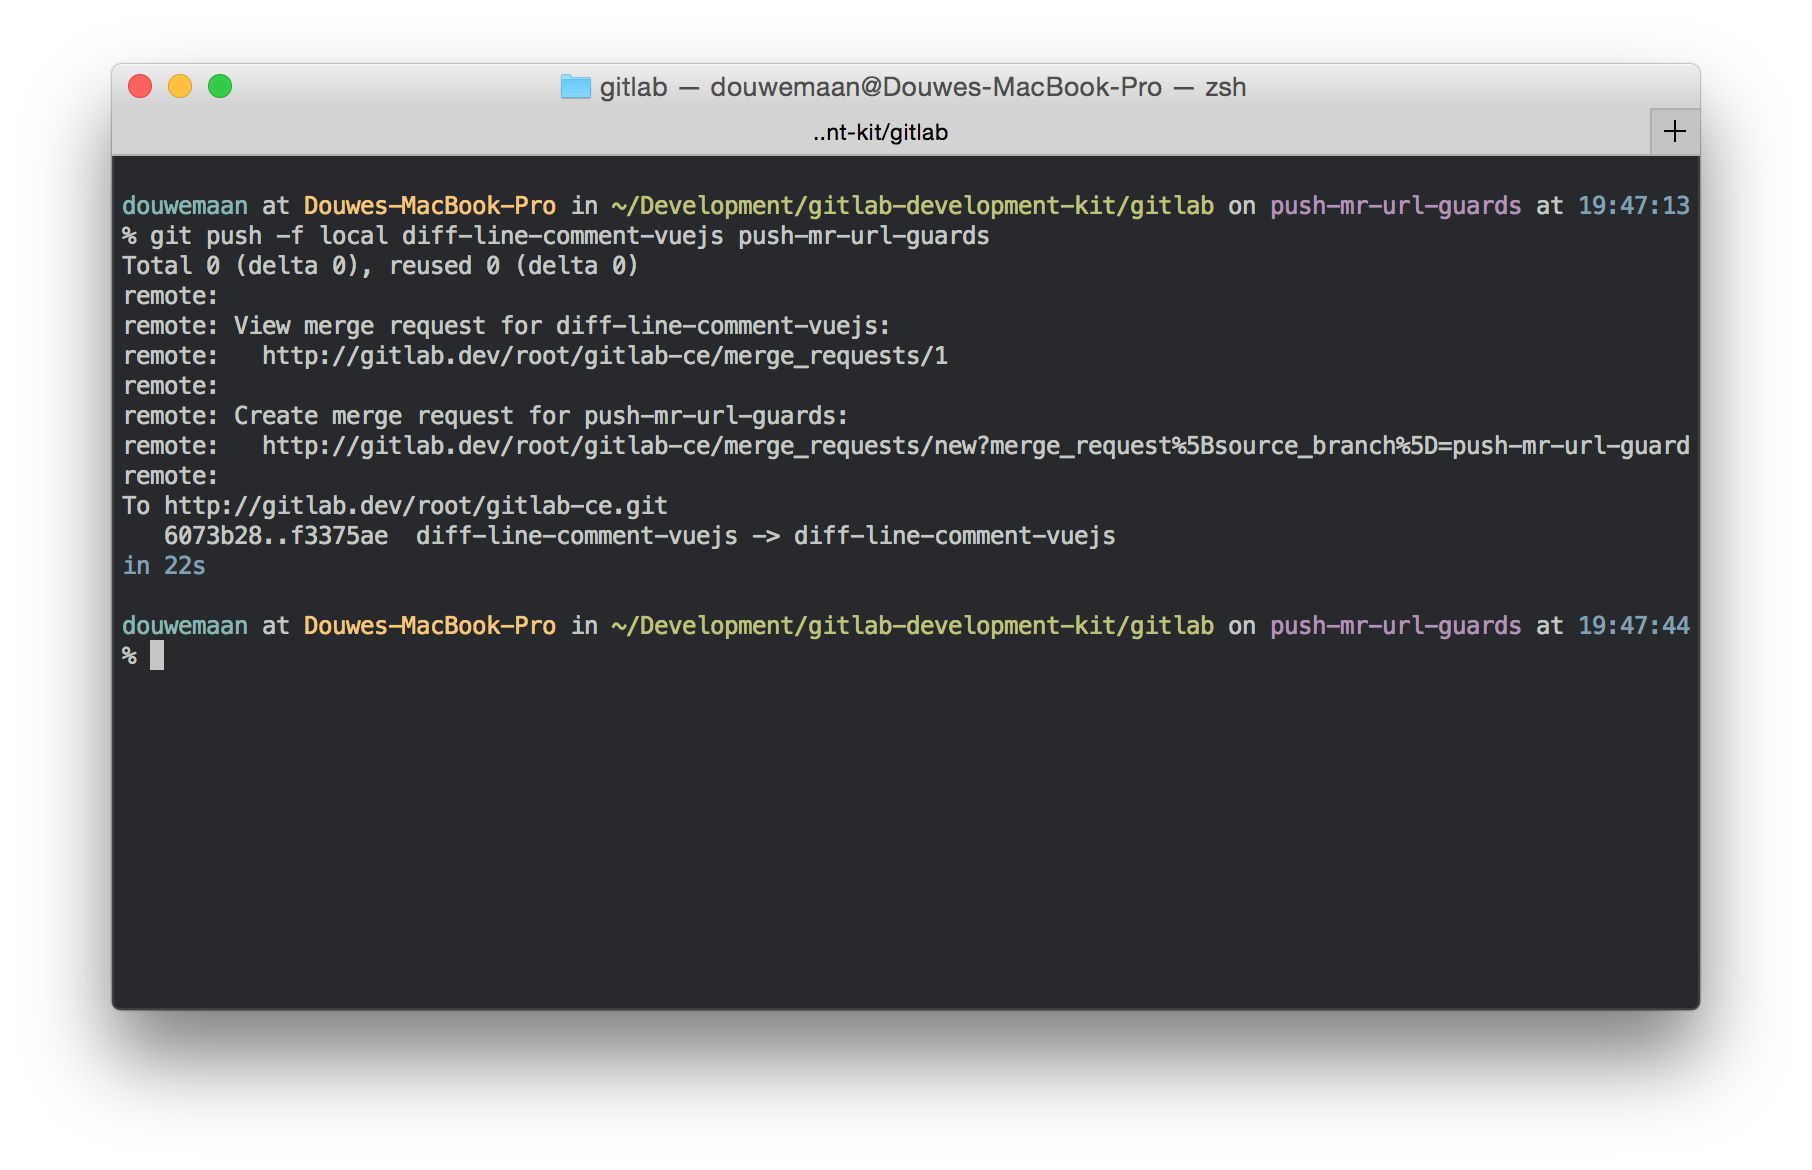 gitlab — douwemaan@Douwes-MacBook-Pro — zsh
..nt-kit/gitlab
douwemaan at Douwes-MacBook-Pro in ~/Development/gitlab-development-kit/gitlab on push-mr-url-guards at 19:47:13
% git push -f local diff-line-comment-vuejs push-mr-url-guards
Total 0 (delta 0), reused 0 (delta 0)
remote:
remote: View merge request for diff-line-comment-vuejs:
remote:   http://gitlab.dev/root/gitlab-ce/merge_requests/1
remote:
remote: Create merge request for push-mr-url-guards:
remote:   http://gitlab.dev/root/gitlab-ce/merge_requests/new?merge_request%5Bsource_branch%5D=push-mr-url-guard
remote:
To http://gitlab.dev/root/gitlab-ce.git
   6073b28..f3375ae  diff-line-comment-vuejs -> diff-line-comment-vuejs
in 22s
douwemaan at Douwes-MacBook-Pro in ~/Development/gitlab-development-kit/gitlab on push-mr-url-guards at 19:47:44
%